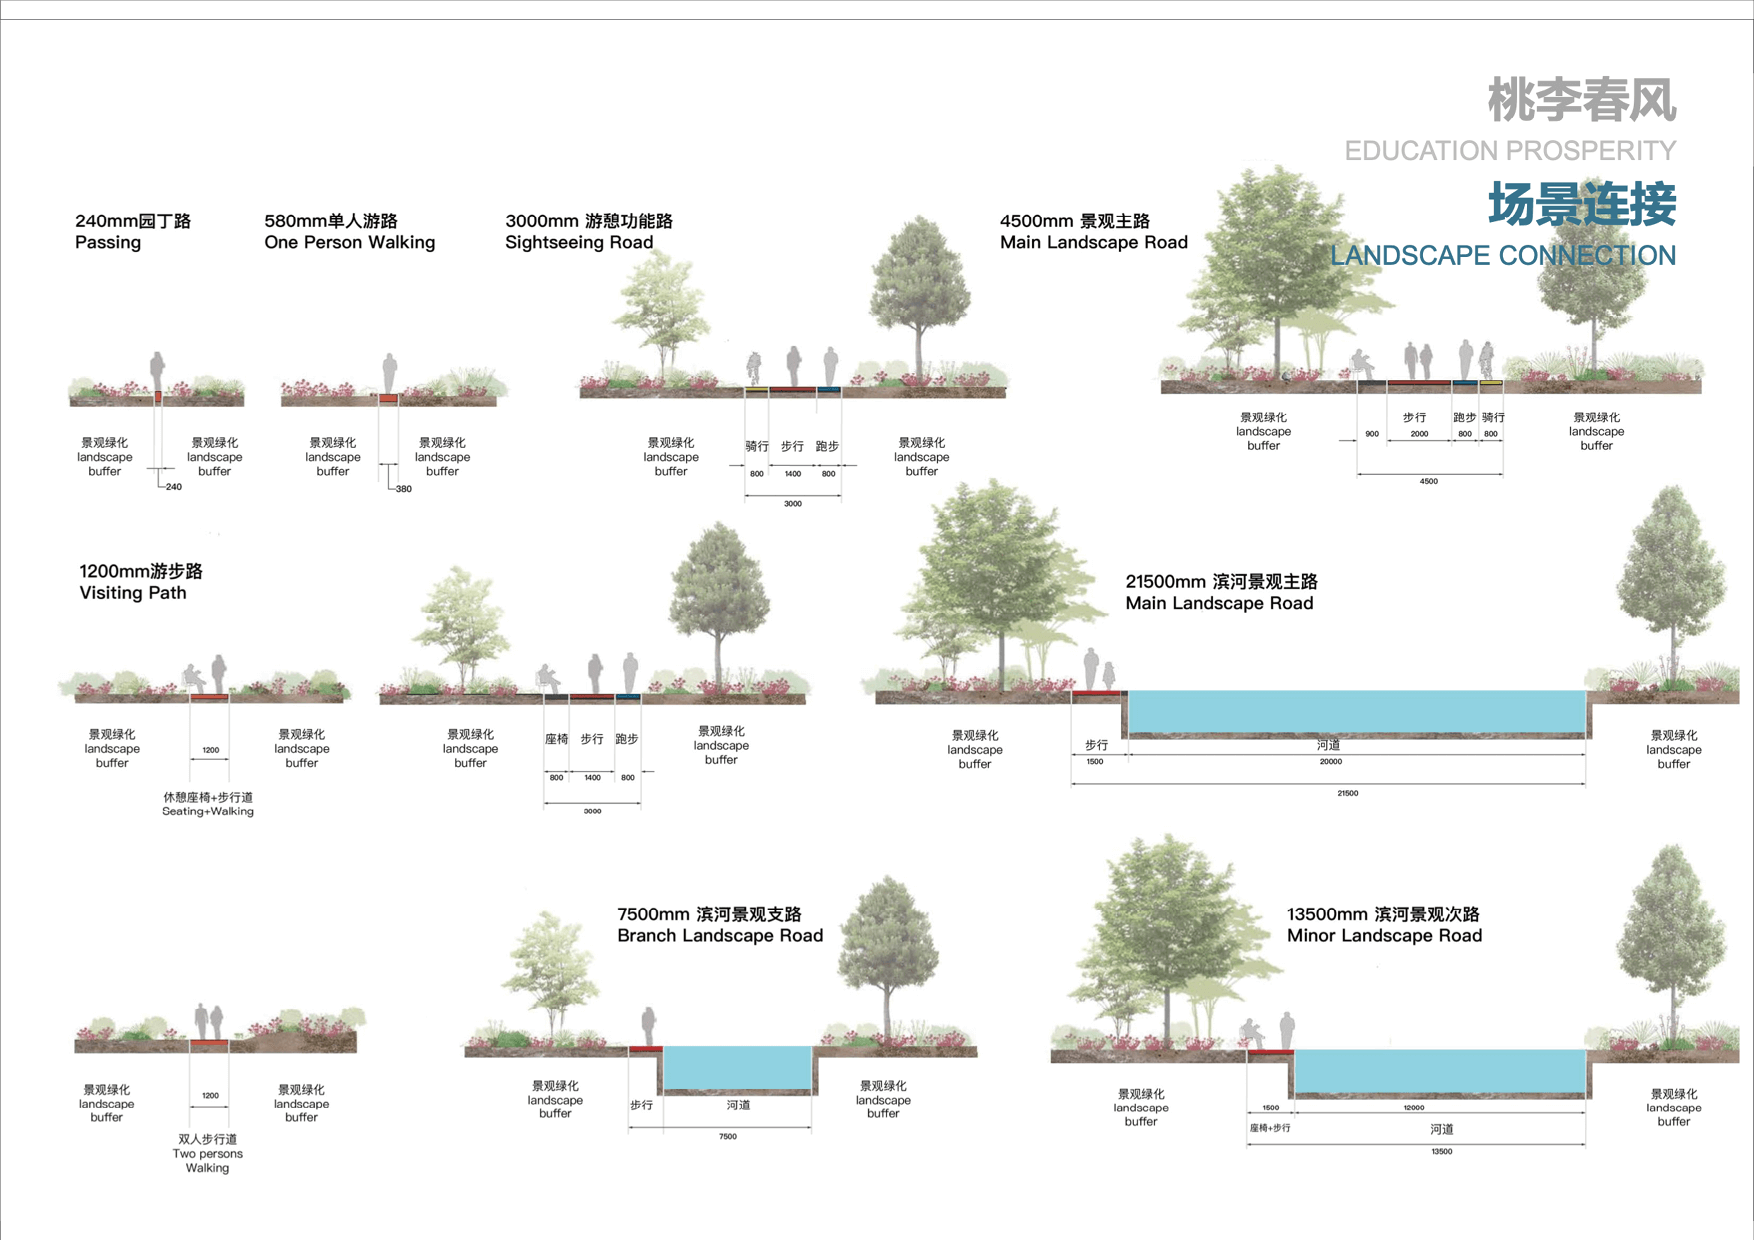 桃李春风
EDUCATION PROSPERITY
场景连接
LANDSCAPE CONNECTION
240mm园丁路
Passing
景观绿化
landscape
buffer
景观绿化
landscape
buffer
240
580mm单人游路
One Person Walking
景观绿化
landscape
buffer
景观绿化
landscape
buffer
380
3000mm 游憩功能路
Sightseeing Road
景观绿化
landscape
buffer
骑行 步行 跑步
800 1400 800
3000
景观绿化
landscape
buffer
4500mm 景观主路
Main Landscape Road
景观绿化
landscape
buffer
步行 跑步 骑行
900 2000 800 800
4500
景观绿化
landscape
buffer
1200mm游步路
Visiting Path
景观绿化
landscape
buffer
1200
景观绿化
landscape
buffer
休憩座椅+步行道
Seating+Walking
景观绿化
landscape
buffer
座椅 步行 跑步
800 1400 800
3000
景观绿化
landscape
buffer
21500mm 滨河景观主路
Main Landscape Road
景观绿化
landscape
buffer
步行 河道
1500 20000
21500
景观绿化
landscape
buffer
景观绿化
landscape
buffer
1200
景观绿化
landscape
buffer
双人步行道
Two persons
Walking
7500mm 滨河景观支路
Branch Landscape Road
景观绿化
landscape
buffer
步行 河道
7500
景观绿化
landscape
buffer
13500mm 滨河景观次路
Minor Landscape Road
景观绿化
landscape
buffer
1500 12000
座椅+步行 河道
13500
景观绿化
landscape
buffer